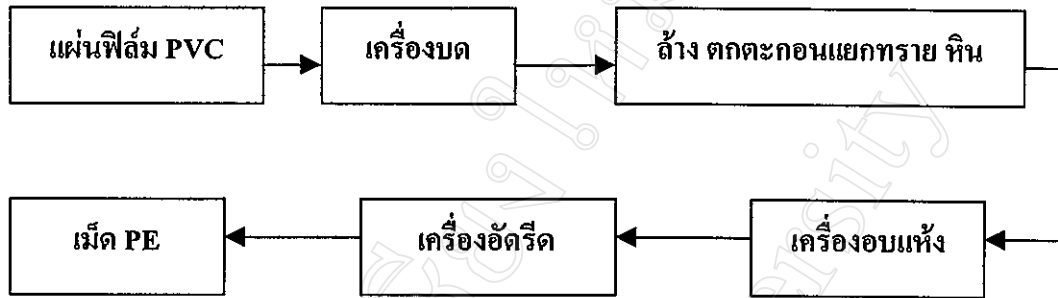 แผ่นฟิล์ม PVC
เครื่องบด
ล้าง ตกตะกอนแยกทราย หิน
เครื่องอบแห้ง
เครื่องอัดรีด
เม็ด PE